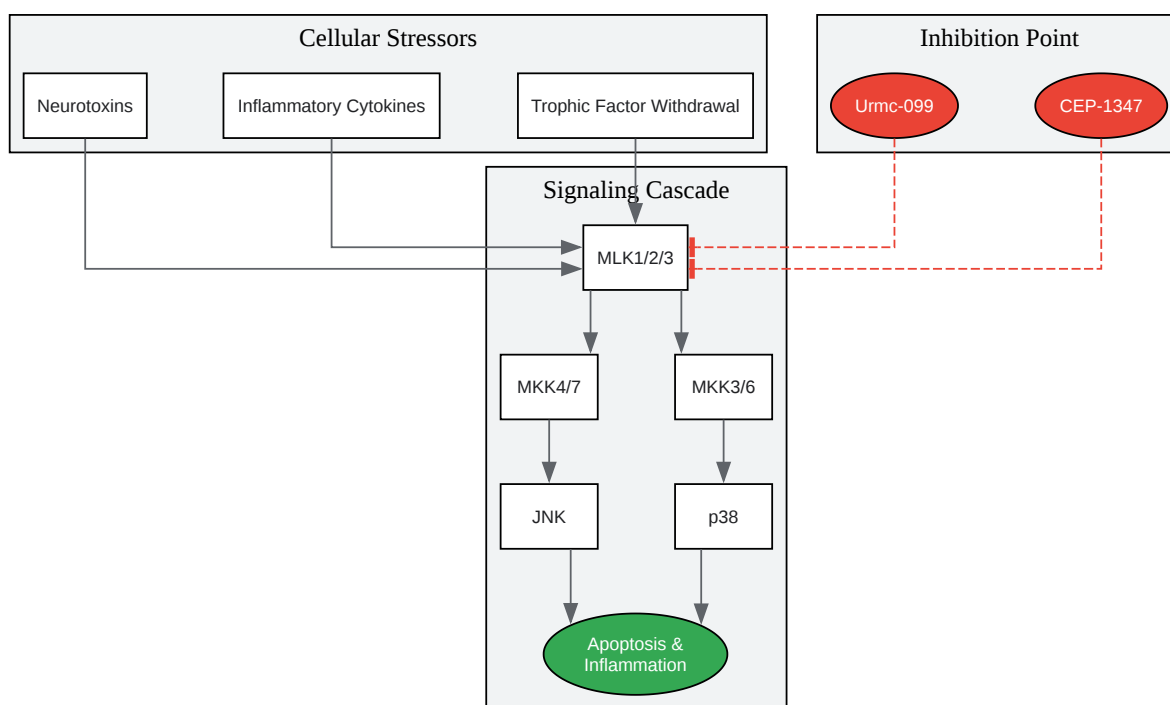 Cellular Stressors
Inhibition Point
Neurotoxins
Inflammatory Cytokines
Trophic Factor Withdrawal
Urmc-099
CEP-1347
Signaling Cascade
MLK1/2/3
MKK4/7
MKK3/6
JNK
p38
Apoptosis &
Inflammation